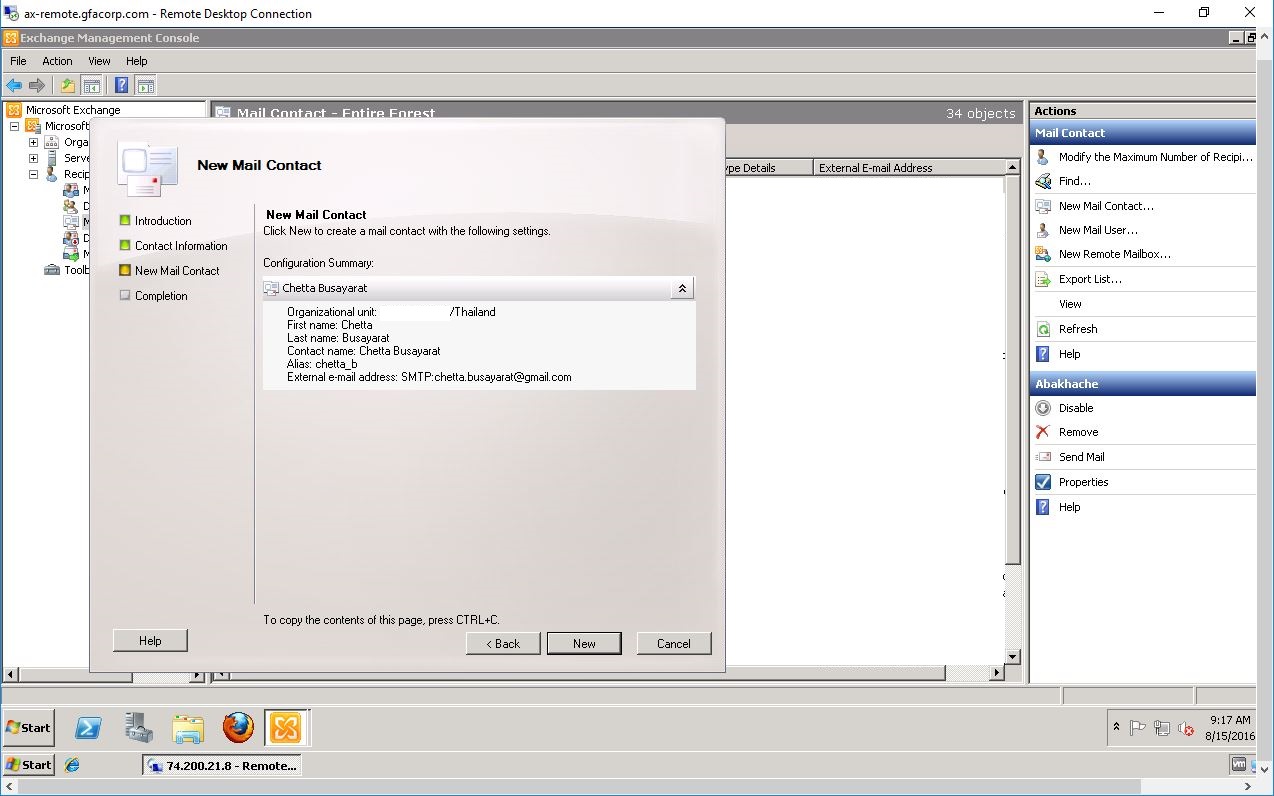 ax-remote.gfacorp.com - Remote Desktop Connection
Exchange Management Console
File Action View Help
Microsoft Exchange
Microsoft
Orga
Serve
Recip
Toolb
Mail Contact - Entire Forest
34 objects
ype Details
External E-mail Address
New Mail Contact
Introduction
Contact Information
New Mail Contact
Completion
New Mail Contact
Click New to create a mail contact with the following settings.
Configuration Summary:
Chetta Busayarat
Organizational unit: /Thailand
First name: Chetta
Last name: Busayarat
Contact name: Chetta Busayarat
Alias: chetta_b
External e-mail address: SMTP:chetta.busayarat@gmail.com
To copy the contents of this page, press CTRL+C.
Help
< Back
New
Cancel
Actions
Mail Contact
Modify the Maximum Number of Recipi...
Find...
New Mail Contact...
New Mail User...
New Remote Mailbox...
Export List...
View
Refresh
Help
Abakhache
Disable
Remove
Send Mail
Properties
Help
Start
9:17 AM
8/15/2016
Start
74.200.21.8 - Remote...
vm